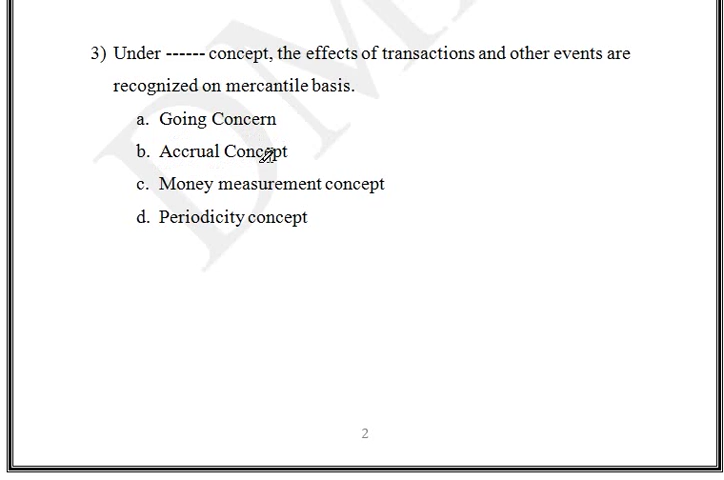 3) Under ------ concept, the effects of transactions and other events are
recognized on mercantile basis.
a. Going Concern
b. Accrual Concept
c. Money measurement concept
d. Periodicity concept
2